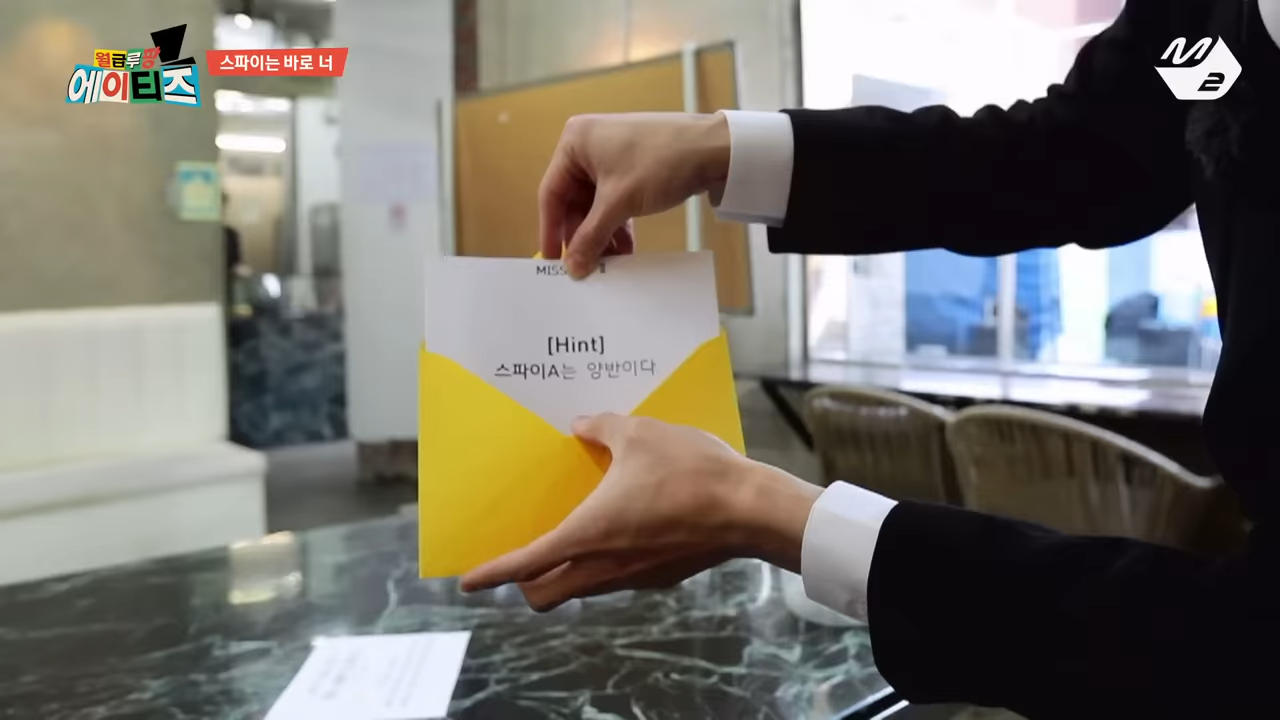 월급루팡
에이티즈
스파이는 바로 너
M2
[Hint]
스파이A는 양반이다